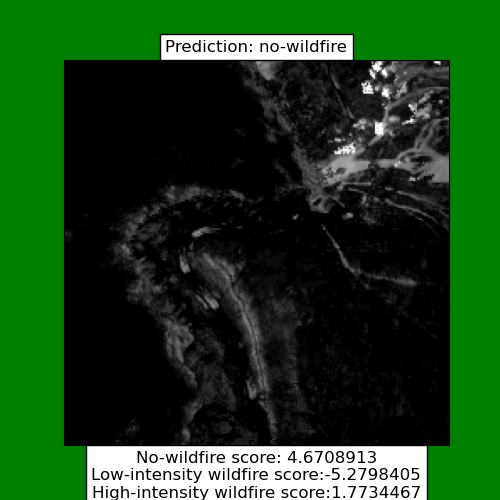 Prediction: no-wildfire
No-wildfire score: 4.6708913
Low-intensity wildfire score:-5.2798405
High-intensity wildfire score:1.7734467